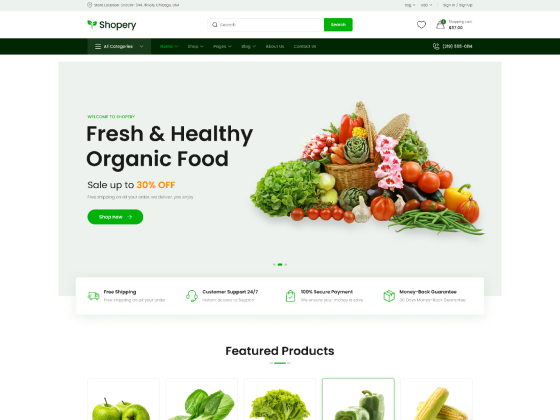 Store Location: Lincoln- 344, Illinois, Chicago, USA
Eng
USD
Sign In / Sign Up
Shopery
Search
Search
Shopping cart:
$57.00
All Categories
Home
Shop
Pages
Blog
About Us
Contact Us
(219) 555-0114
WELCOME TO SHOPERY
Fresh & Healthy
Organic Food
Sale up to 30% OFF
Free shipping on all your order. we deliver, you enjoy
Shop now
Free Shipping
Free shipping on all your order
Customer Support 24/7
Instant access to Support
100% Secure Payment
We ensure your money is save
Money-Back Guarantee
30 Days Money-Back Guarantee
Featured Products